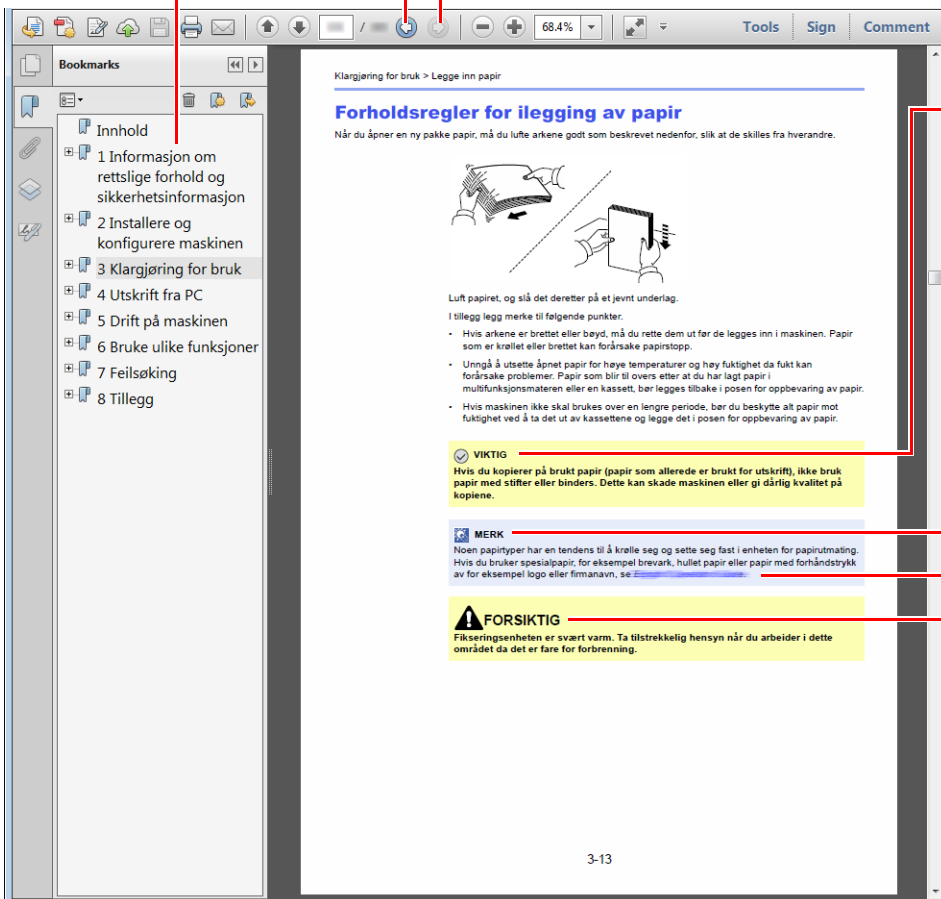 /
68.4%
Tools
Sign
Comment
Bookmarks
Innhold
1 Informasjon om
rettslige forhold og
sikkerhetsinformasjon
2 Installere og
konfigurere maskinen
3 Klargjøring for bruk
4 Utskrift fra PC
5 Drift på maskinen
6 Bruke ulike funksjoner
7 Feilsøking
8 Tillegg
Klargjøring for bruk > Legge inn papir
Forholdsregler for ilegging av papir
Når du åpner en ny pakke papir, må du lufte arkene godt som beskrevet nedenfor, slik at de skilles fra hverandre.
Luft papiret, og slå det deretter på et jevnt underlag.
I tillegg legg merke til følgende punkter.
• Hvis arkene er brettet eller bøyd, må du rette dem ut før de legges inn i maskinen. Papir
som er krøllet eller brettet kan forårsake papirstopp.
• Unngå å utsette åpnet papir for høye temperaturer og høy fuktighet da fukt kan
forårsake problemer. Papir som blir til overs etter at du har lagt papir i
multifunksjonsmateren eller en kassett, bør legges tilbake i posen for oppbevaring av papir.
• Hvis maskinen ikke skal brukes over en lengre periode, bør du beskytte alt papir mot
fuktighet ved å ta det ut av kassettene og legge det i posen for oppbevaring av papir.
VIKTIG
Hvis du kopierer på brukt papir (papir som allerede er brukt for utskrift), ikke bruk
papir med stifter eller binders. Dette kan skade maskinen eller gi dårlig kvalitet på
kopiene.
MERK
Noen papirtyper har en tendens til å krølle seg og sette seg fast i enheten for papirutmating.
Hvis du bruker spesialpapir, for eksempel brevark, hullet papir eller papir med forhåndstrykk
av for eksempel logo eller firmanavn, se
FORSIKTIG
Fikseringsenheten er svært varm. Ta tilstrekkelig hensyn når du arbeider i dette
området da det er fare for forbrenning.
3-13